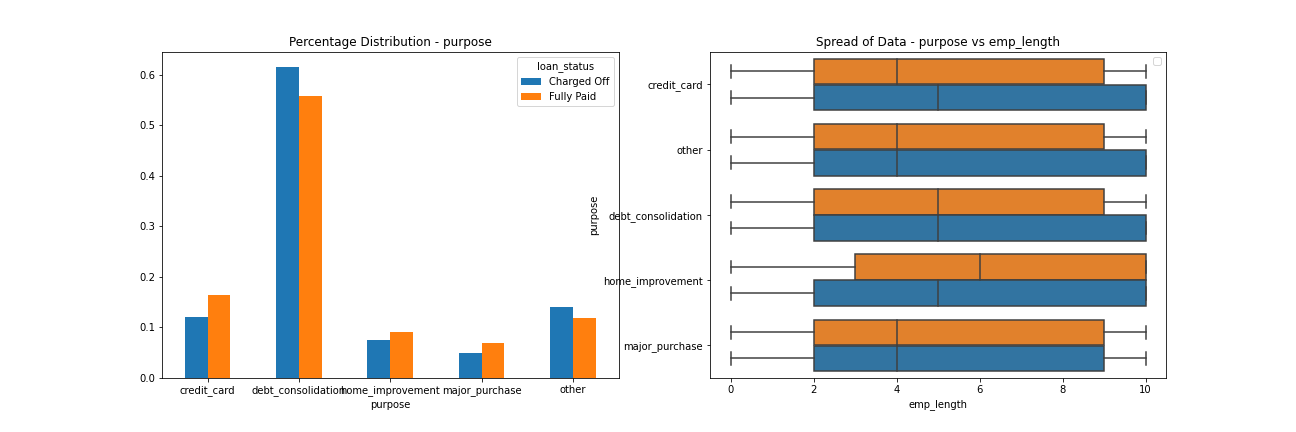 Percentage Distribution - purpose
0.6
0.5
0.4
0.3
0.2
0.1
0.0
loan_status
Charged Off
Fully Paid
credit_card debt_consolidation home_improvement major_purchase other
purpose
Spread of Data - purpose vs emp_length
purpose
credit_card
other
debt_consolidation
home_improvement
major_purchase
0 2 4 6 8 10
emp_length